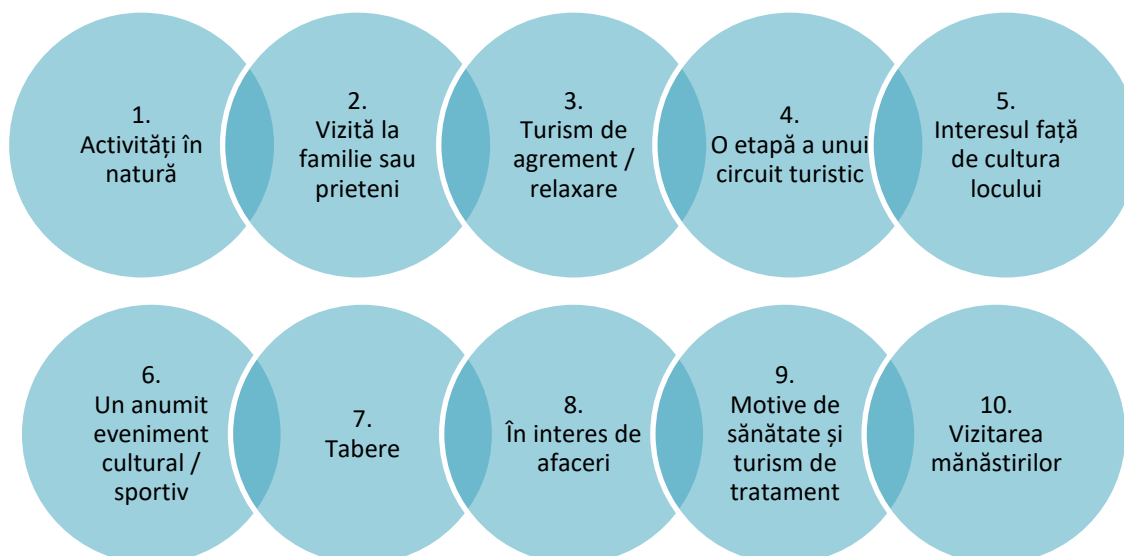 1.
Activități în
natură
2.
Vizită la
familie sau
prieteni
3.
Turism de
agrement /
relaxare
4.
O etapă a unui
circuit turistic
5.
Interesul față
de cultura
locului
6.
Un anumit
eveniment
cultural /
sportiv
7.
Tabere
8.
În interes de
afaceri
9.
Motive de
sănătate și
turism de
tratament
10.
Vizitarea
mănăstirilor